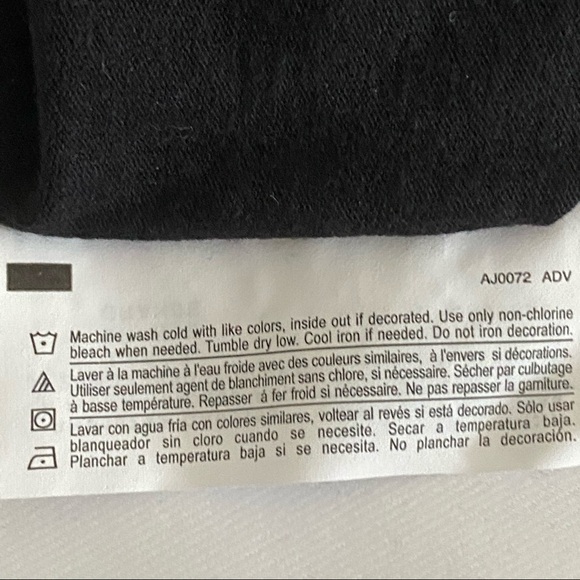 AJ0072 ADV
Machine wash cold with like colors, inside out if decorated. Use only non-chlorine
bleach when needed. Tumble dry low. Cool iron if needed. Do not iron decoration.
Laver à la machine à l'eau froide avec des couleurs similaires, à l'envers si décorations.
Utiliser seulement agent de blanchiment sans chlore, si nécessaire. Sécher par culbutage
à basse température. Repasser à fer froid si nécessaire. Ne pas repasser la garniture.
Lavar con agua fría con colores similares, voltear al revés si está decorado. Sólo usar
blanqueador sin cloro cuando se necesite. Secar a temperatura baja.
Planchar a temperatura baja si se necesita. No planchar la decoración.